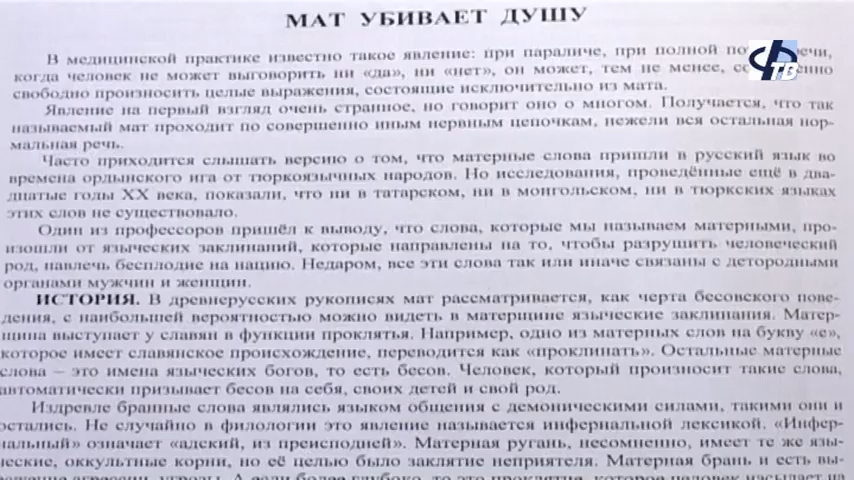 МАТ УБИВАЕТ ДУШУ
ФТВ
В медицинской практике известно такое явление: при параличе, при полной
когда человек не может выговорить ни «да», ни «нет», он может, тем не менее,
свободно произносить целые выражения, состоящие исключительно из мата.
Явление на первый взгляд очень странное, но говорит оно о многом. Получается, что так
называемый мат проходит по совершенно иным нервным цепочкам, нежели вся остальная нор-
мальная речь.
Часто приходится слышать версию о том, что матерные слова пришли в русский язык во
времена ордынского ига от тюркоязычных народов. Но исследования, проведённые ещё в два-
дцатые годы XX века, показали, что ни в татарском, ни в монгольском, ни в тюркских языках
этих слов не существовало.
Один из профессоров пришёл к выводу, что слова, которые мы называем матерными, про-
изошли от языческих заклинаний, которые направлены на то, чтобы разрушить человеческий
род, навлечь бесплодие на нацию. Недаром, все эти слова так или иначе связаны с детородными
органами мужчин и женщин.
ИСТОРИЯ. В древнерусских рукописях мат рассматривается, как черта бесовского пове-
дения, с наибольшей вероятностью можно видеть в матерщине языческие заклинания. Матер-
щина выступает у славян в функции проклятья. Например, одно из матерных слов на букву «е»,
которое имеет славянское происхождение, переводится как «проклинать». Остальные матерные
слова – это имена языческих богов, то есть бесов. Человек, который произносит такие слова,
автоматически призывает бесов на себя, своих детей и свой род.
Издревле бранные слова являлись языком общения с демоническими силами, такими они и
остались. Не случайно в филологии это явление называется инфернальной лексикой. «Инфер-
нальный» означает «адский, из преисподней». Матерная ругань, несомненно, имеет те же язы-
ческие, оккультные корни, но её целью было заклятие неприятеля. Матерная брань и есть вы-